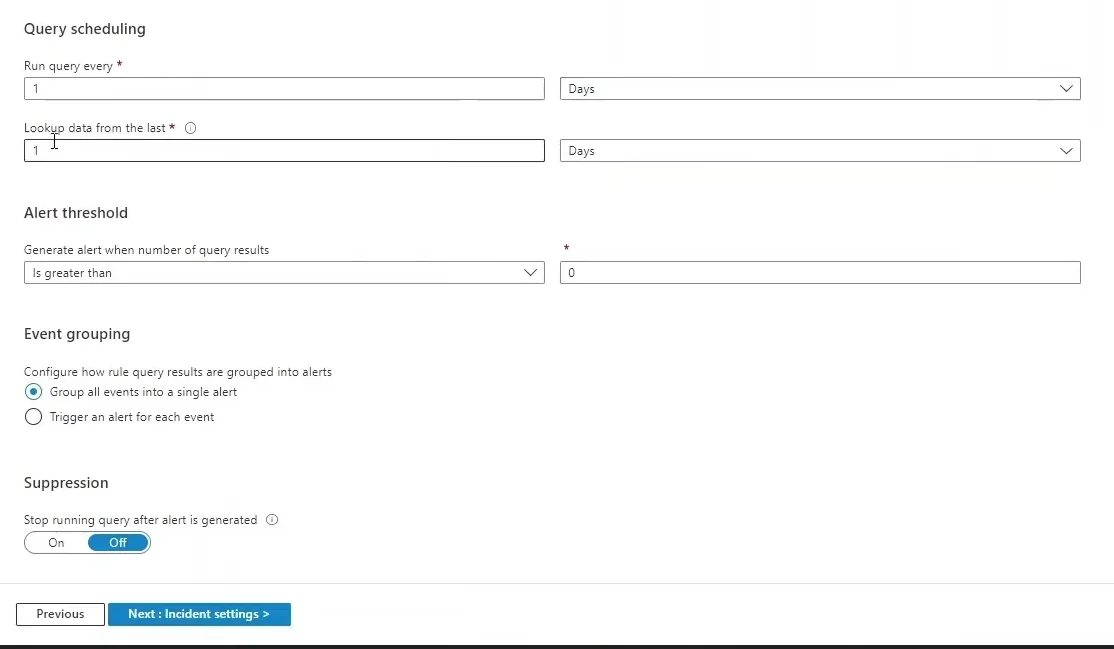 Query scheduling
Run query every *
1
Days
Lookup data from the last *
1
Days
Alert threshold
Generate alert when number of query results
*
Is greater than
0
Event grouping
Configure how rule query results are grouped into alerts
Group all events into a single alert
Trigger an alert for each event
Suppression
Stop running query after alert is generated
On
Off
Previous
Next : Incident settings >